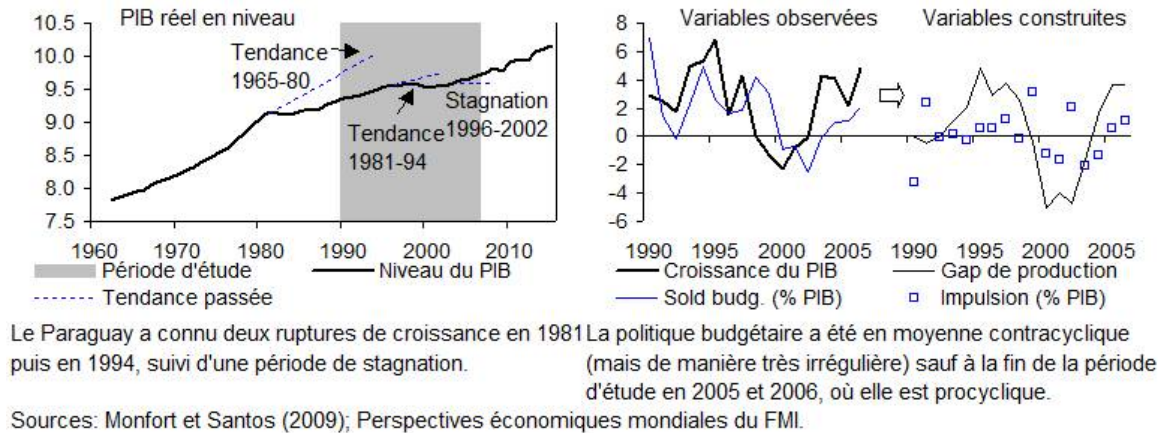 PIB réel en niveau
10.5
10.0
9.5
9.0
8.5
8.0
7.5
1960 1970 1980 1990 2000 2010
Tendance
1965-80
Tendance
1981-94
Stagnation
1996-2002
Période d'étude
Niveau du PIB
Tendance passée
Variables observées
Variables construites
8
6
4
2
0
-2
-4
-6
1990 1995 2000 2005 1990 1995 2000 2005
Croissance du PIB
Gap de production
Sold budg. (% PIB)
Impulsion (% PIB)
Le Paraguay a connu deux ruptures de croissance en 1981
puis en 1994, suivi d'une période de stagnation.
La politique budgétaire a été en moyenne contracyclique
(mais de manière très irrégulière) sauf à la fin de la période
d'étude en 2005 et 2006, où elle est procyclique.
Sources: Monfort et Santos (2009); Perspectives économiques mondiales du FMI.